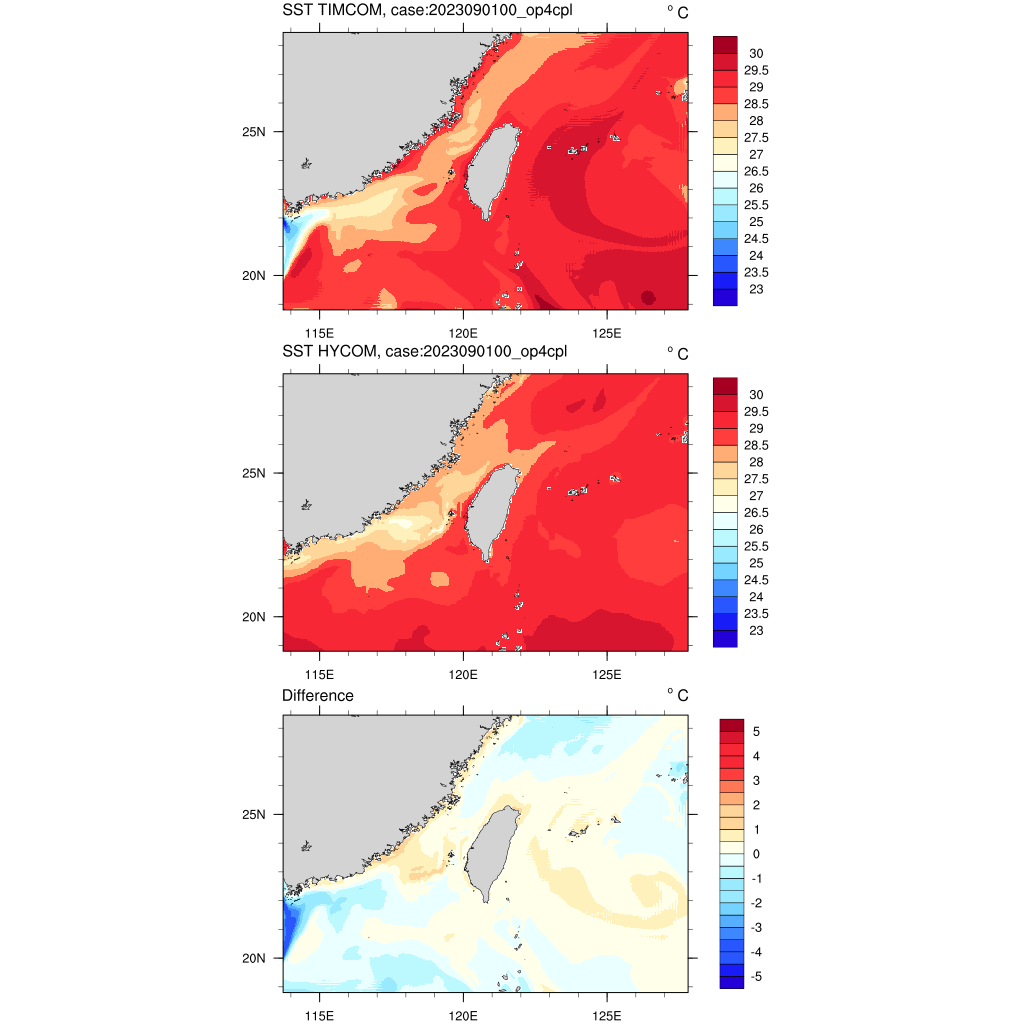 SST TIMCOM, case:2023090100_op4cpl
° C
30
29.5
29
28.5
28
27.5
27
26.5
26
25.5
25
24.5
24
23.5
23
25N
20N
115E
120E
125E
SST HYCOM, case:2023090100_op4cpl
° C
30
29.5
29
28.5
28
27.5
27
26.5
26
25.5
25
24.5
24
23.5
23
25N
20N
115E
120E
125E
Difference
° C
5
4
3
2
1
0
-1
-2
-3
-4
-5
25N
20N
115E
120E
125E